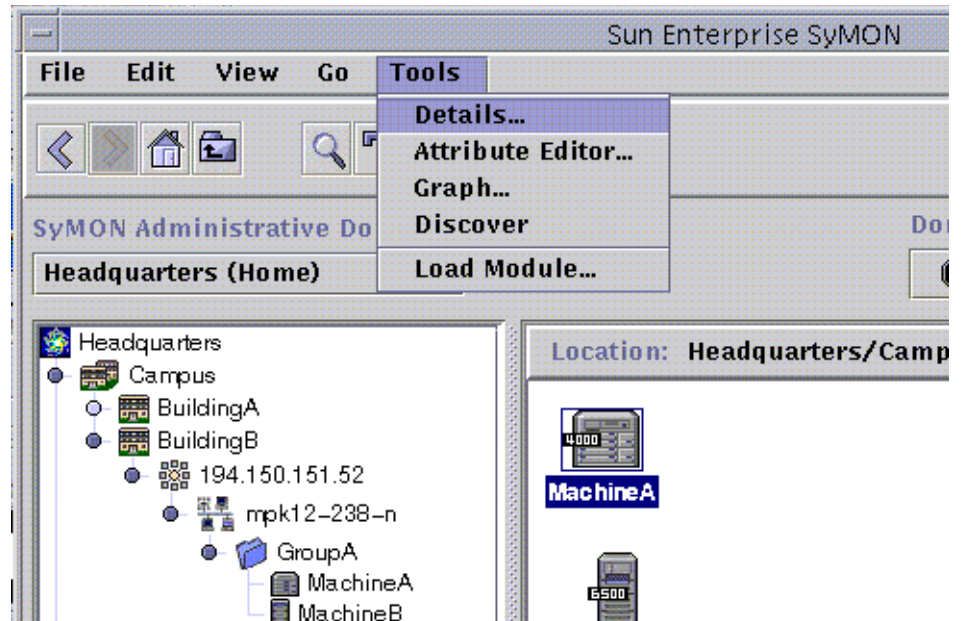 Sun Enterprise SyMON
File Edit View Go Tools
Details...
Attribute Editor...
Graph...
Discover
Load Module...
SyMON Administrative Do
Headquarters (Home)
Headquarters
Campus
BuildingA
BuildingB
194.150.151.52
mpk12-238-n
GroupA
MachineA
MachineB
Location: Headquarters/Camp
4000
MachineA
6500